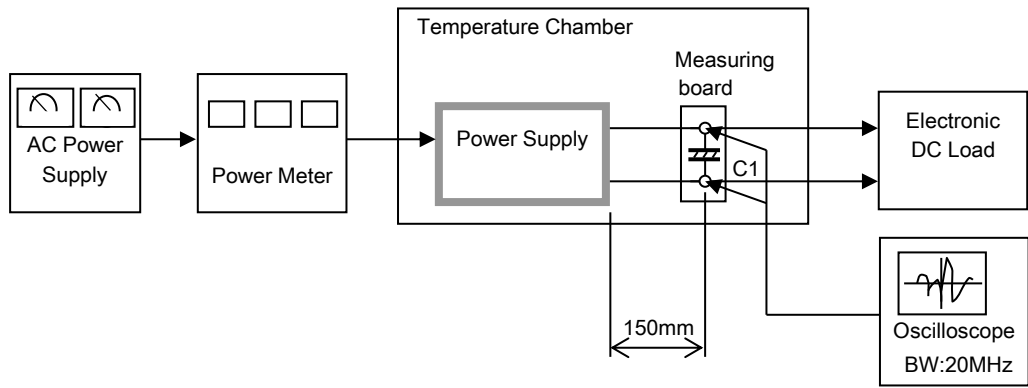 Temperature Chamber
Measuring
board
AC Power
Supply
Power Meter
Power Supply
C1
Electronic
DC Load
150mm
Oscilloscope
BW:20MHz